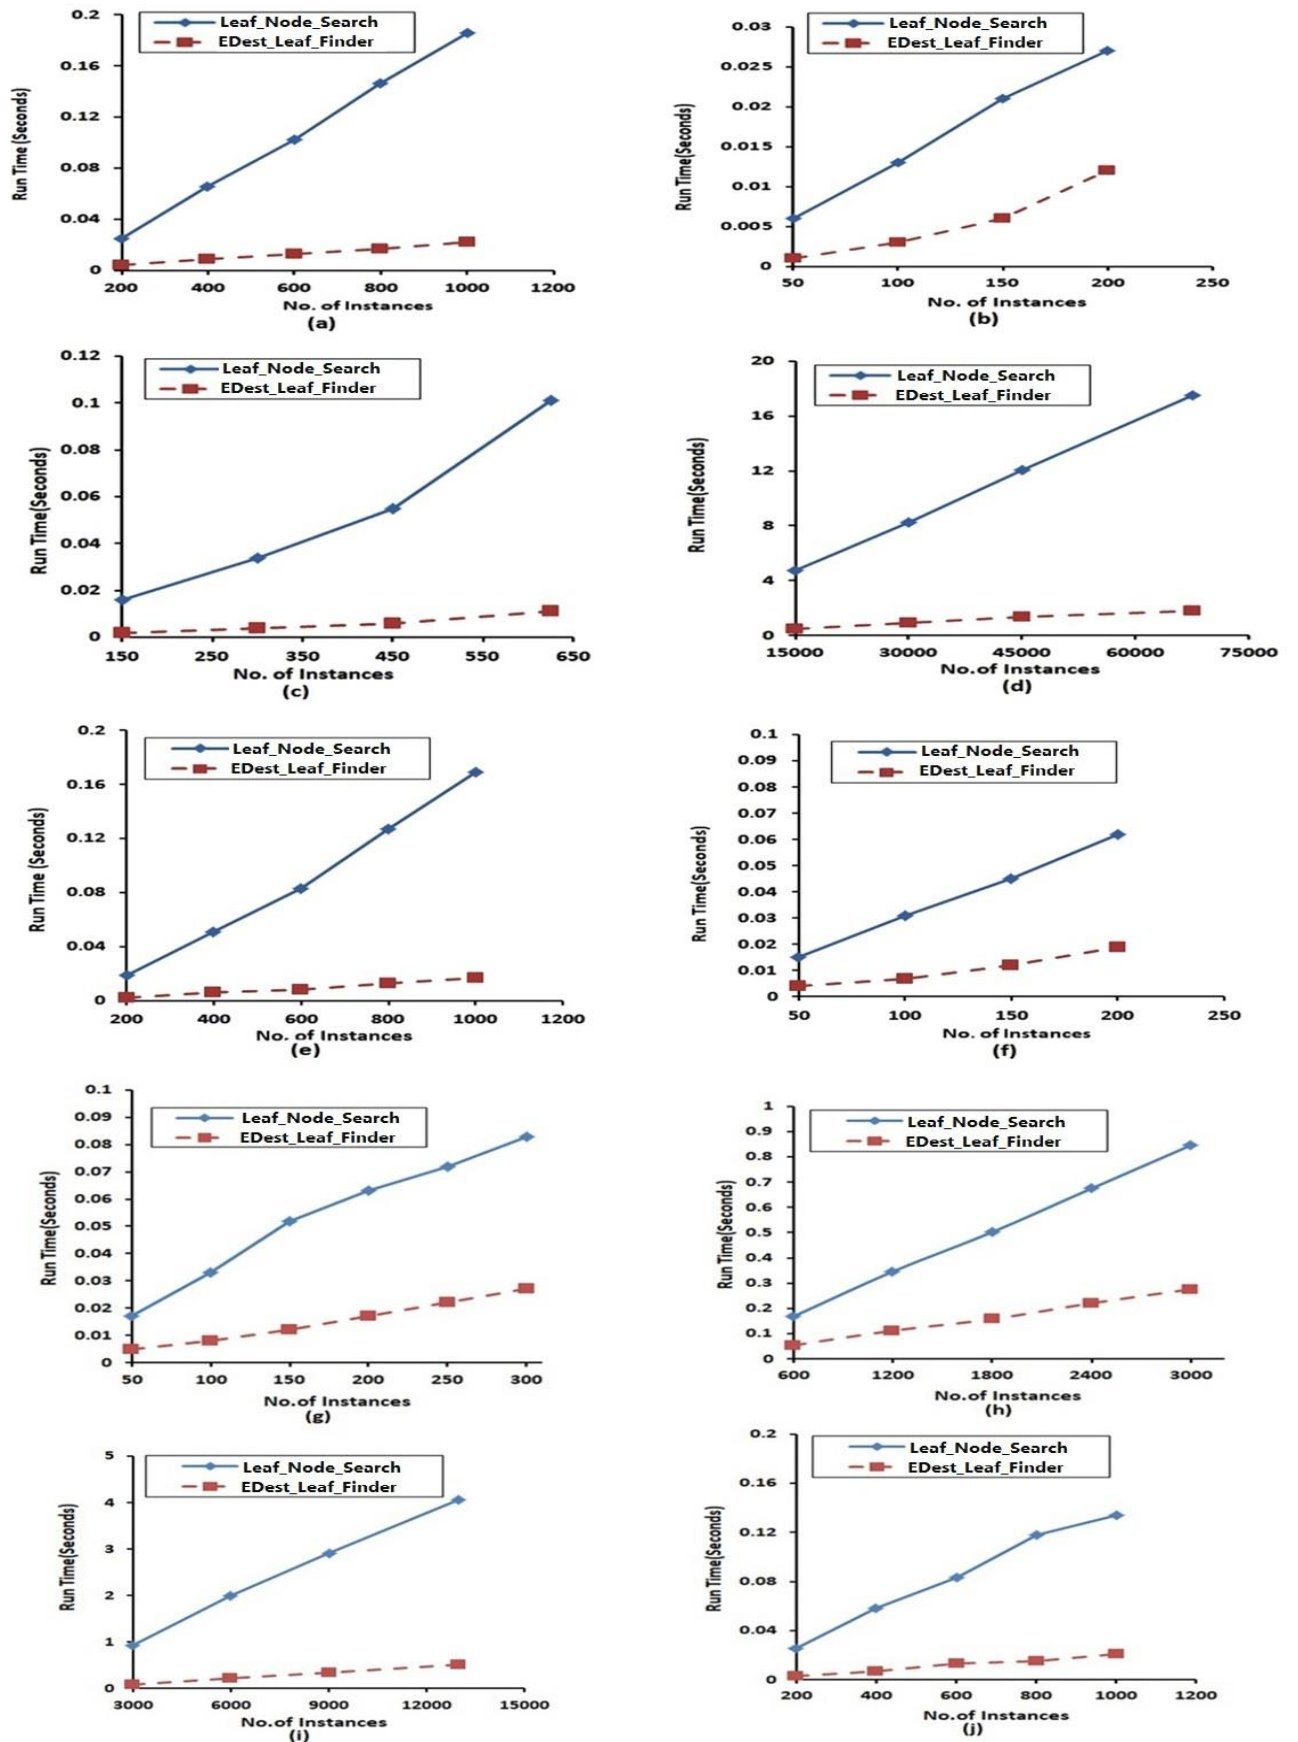 Leaf_Node_Search
EDest_Leaf_Finder
0.2
0.16
0.12
0.08
0.04
0
Run Time (Seconds)
200 400 600 800 1000 1200
No. of Instances
(a)
Leaf_Node_Search
EDest_Leaf_Finder
0.03
0.025
0.02
0.015
0.01
0.005
0
Run Time(Seconds)
50 100 150 200 250
No. of Instances
(b)
Leaf_Node_Search
EDest_Leaf_Finder
0.12
0.1
0.08
0.06
0.04
0.02
0
Run Time(Seconds)
150 250 350 450 550 650
No. of Instances
(c)
Leaf_Node_Search
EDest_Leaf_Finder
20
16
12
8
4
0
Run Time(Seconds)
15000 30000 45000 60000 75000
No.of Instances
(d)
Leaf_Node_Search
EDest_Leaf_Finder
0.2
0.16
0.12
0.08
0.04
0
Run Time (Seconds)
200 400 600 800 1000 1200
No. of Instances
(e)
Leaf_Node_Search
EDest_Leaf_Finder
0.1
0.09
0.08
0.07
0.06
0.05
0.04
0.03
0.02
0.01
0
Run Time(Seconds)
50 100 150 200 250
No. of Instances
(f)
Leaf_Node_Search
EDest_Leaf_Finder
0.1
0.09
0.08
0.07
0.06
0.05
0.04
0.03
0.02
0.01
0
Run Time(Seconds)
50 100 150 200 250 300
No.of Instances
(g)
Leaf_Node_Search
EDest_Leaf_Finder
1
0.9
0.8
0.7
0.6
0.5
0.4
0.3
0.2
0.1
0
Run Time(Seconds)
600 1200 1800 2400 3000
No.of Instances
(h)
Leaf_Node_Search
EDest_Leaf_Finder
5
4
3
2
1
0
Run Time(Seconds)
3000 6000 9000 12000 15000
No.of Instances
(i)
Leaf_Node_Search
EDest_Leaf_Finder
0.2
0.16
0.12
0.08
0.04
0
Run Time(Seconds)
200 400 600 800 1000 1200
No.of Instances
(j)